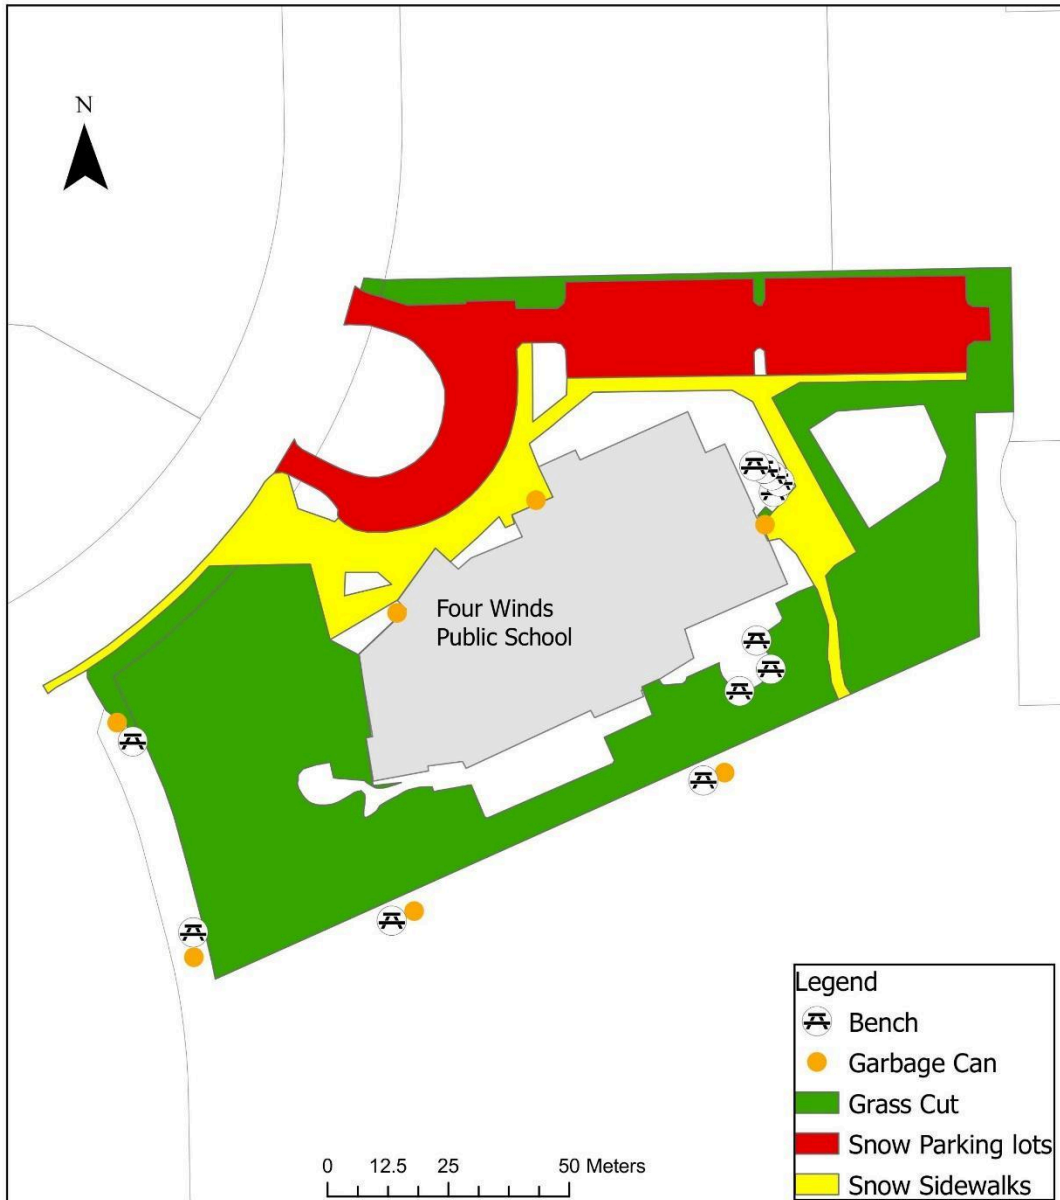 N
Four Winds
Public School
Legend
Bench
Garbage Can
Grass Cut
Snow Parking lots
Snow Sidewalks
0 12.5 25 50 Meters